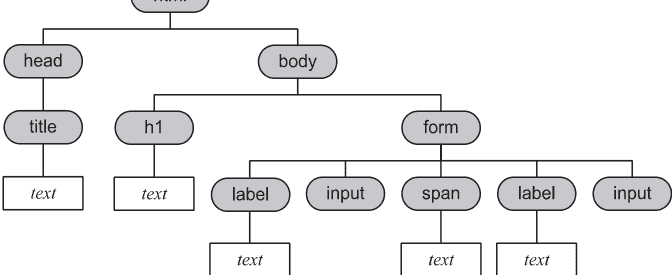 head body
title h1 form
text text label input span label input
text text text